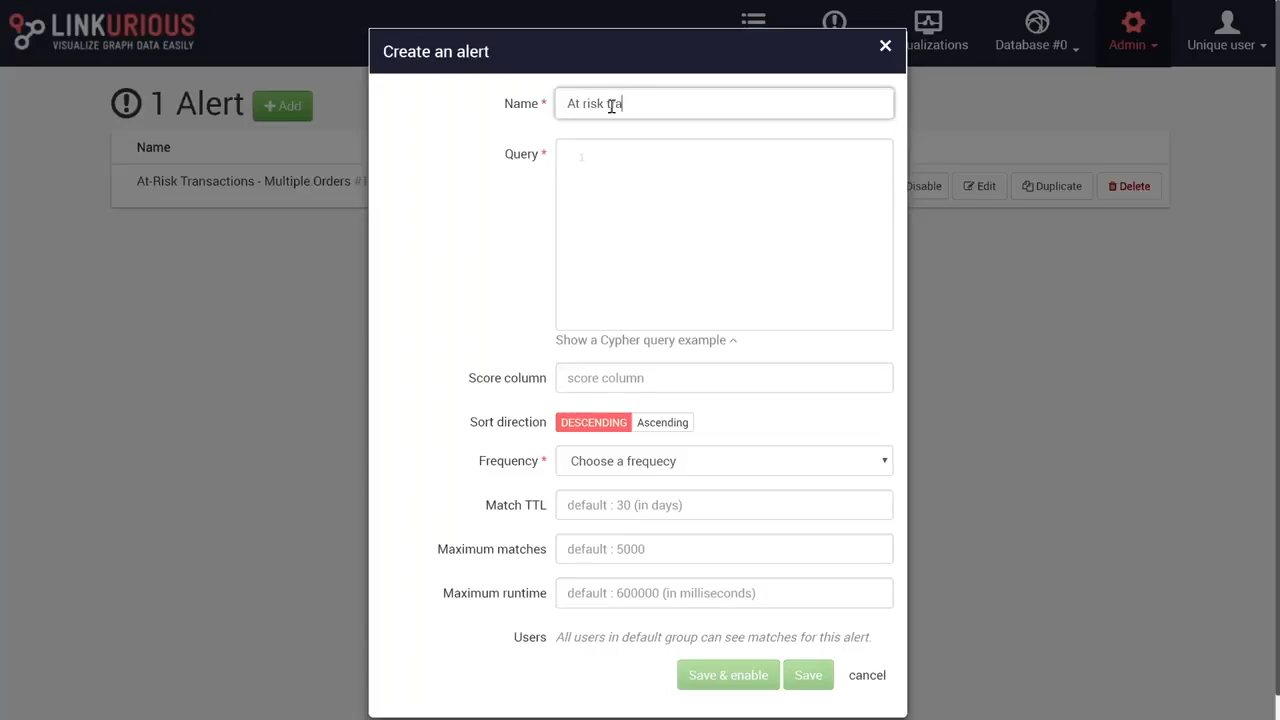 LINKURIOUS
VISUALIZE GRAPH DATA EASILY
ualizations
Database #0
Admin
Unique user
Create an alert
×
1 Alert
+ Add
Name
At-Risk Transactions - Multiple Orders #1
Disable
Edit
Duplicate
Delete
Name *
At risk tra
Query *
1
Show a Cypher query example
Score column
score column
Sort direction
DESCENDING
Ascending
Frequency *
Choose a frequecy
Match TTL
default : 30 (in days)
Maximum matches
default : 5000
Maximum runtime
default : 600000 (in milliseconds)
Users
All users in default group can see matches for this alert.
Save & enable
Save
cancel